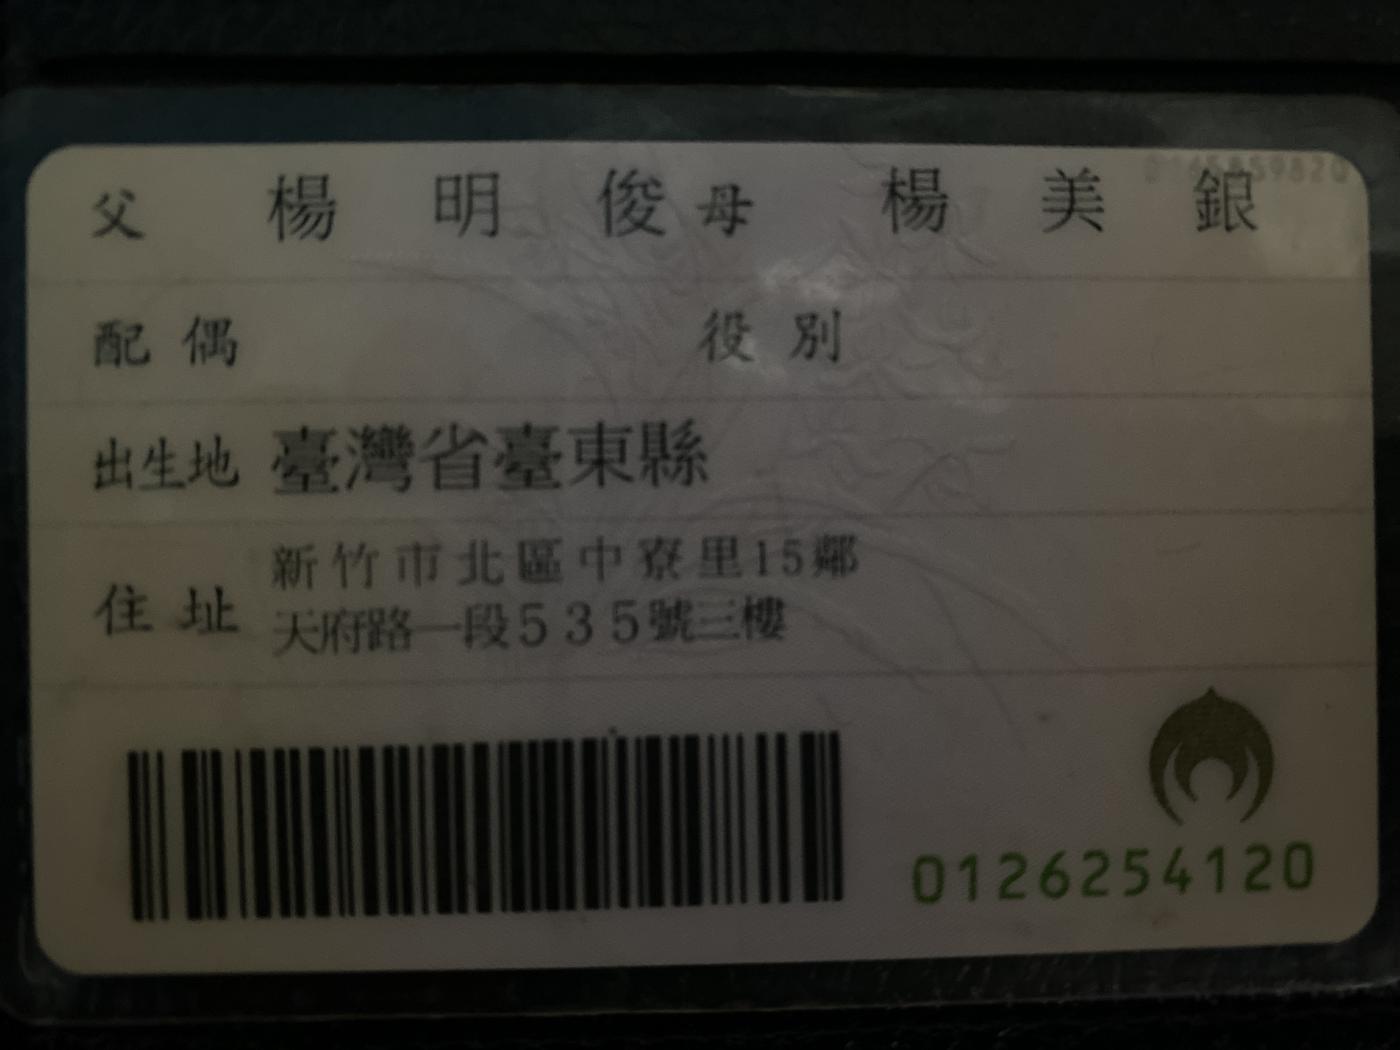 父 楊明俊 母 楊美鋃
配偶 役別
出生地 臺灣省臺東縣
住址 新竹市北區中寮里15鄰
天府路一段535號三樓
0126254120